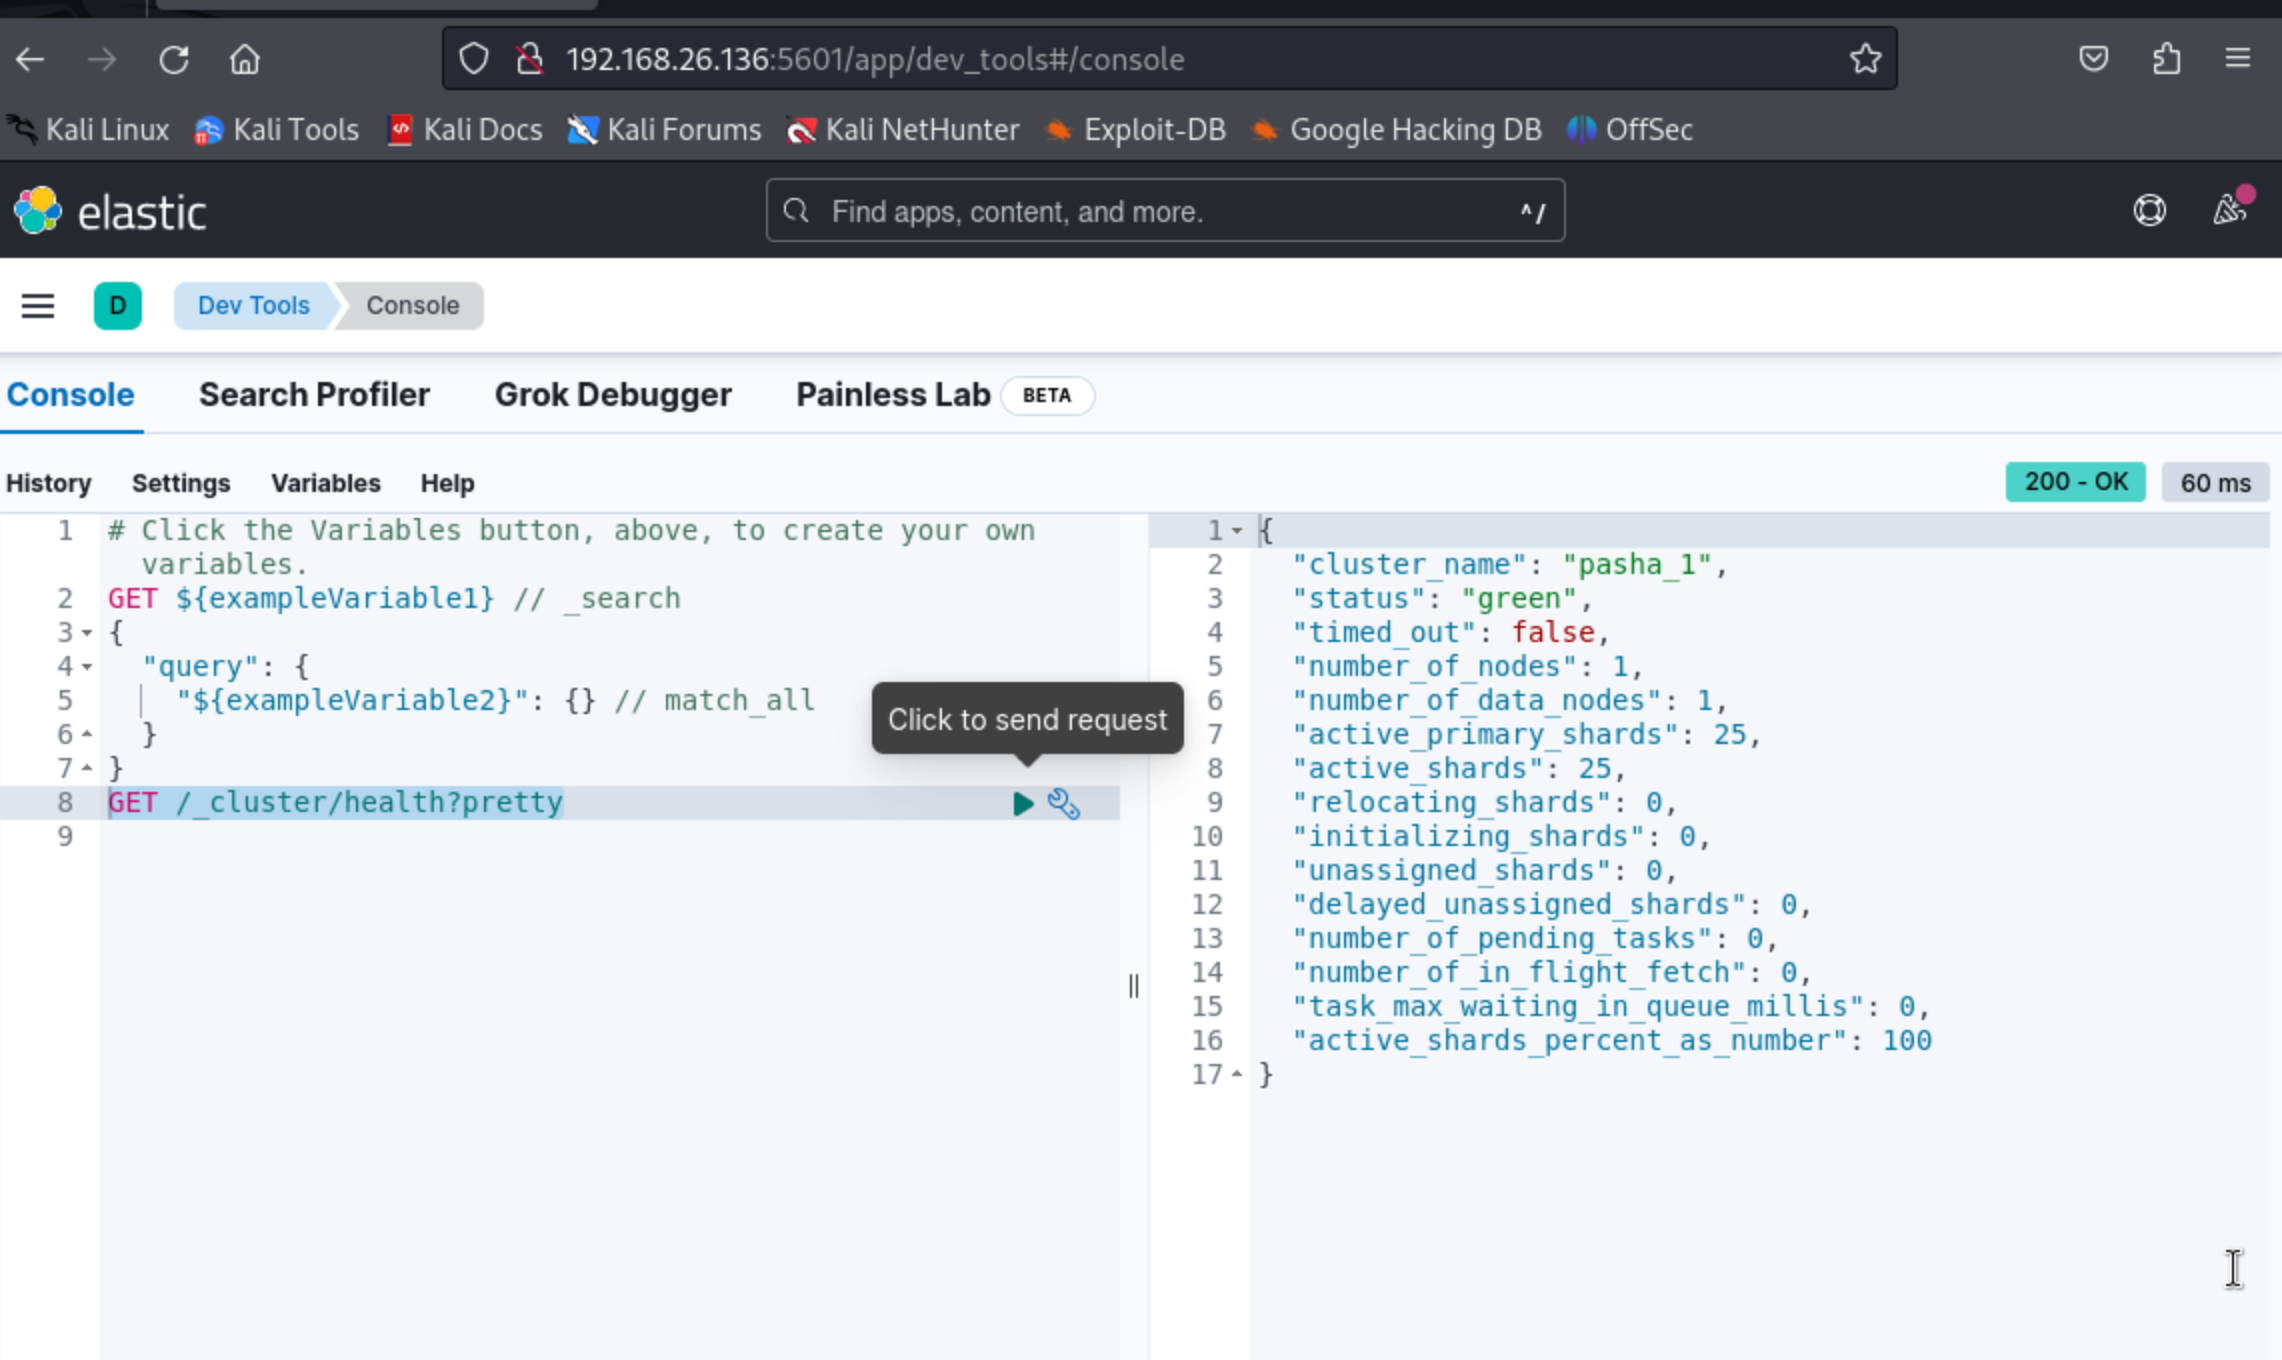 192.168.26.136:5601/app/dev_tools#/console
Kali Linux Kali Tools Kali Docs Kali Forums Kali NetHunter Exploit-DB Google Hacking DB OffSec
elastic Find apps, content, and more. ^/
D Dev Tools Console
Console Search Profiler Grok Debugger Painless Lab BETA
History Settings Variables Help 200 - OK 60 ms
1 # Click the Variables button, above, to create your own
variables.
2 GET ${exampleVariable1} // _search
3 {
4 "query": {
5 "${exampleVariable2}": {} // match_all
6 }
7 }
8 GET /_cluster/health?pretty
9
Click to send request
1 {
2 "cluster_name": "pasha_1",
3 "status": "green",
4 "timed_out": false,
5 "number_of_nodes": 1,
6 "number_of_data_nodes": 1,
7 "active_primary_shards": 25,
8 "active_shards": 25,
9 "relocating_shards": 0,
10 "initializing_shards": 0,
11 "unassigned_shards": 0,
12 "delayed_unassigned_shards": 0,
13 "number_of_pending_tasks": 0,
14 "number_of_in_flight_fetch": 0,
15 "task_max_waiting_in_queue_millis": 0,
16 "active_shards_percent_as_number": 100
17 }